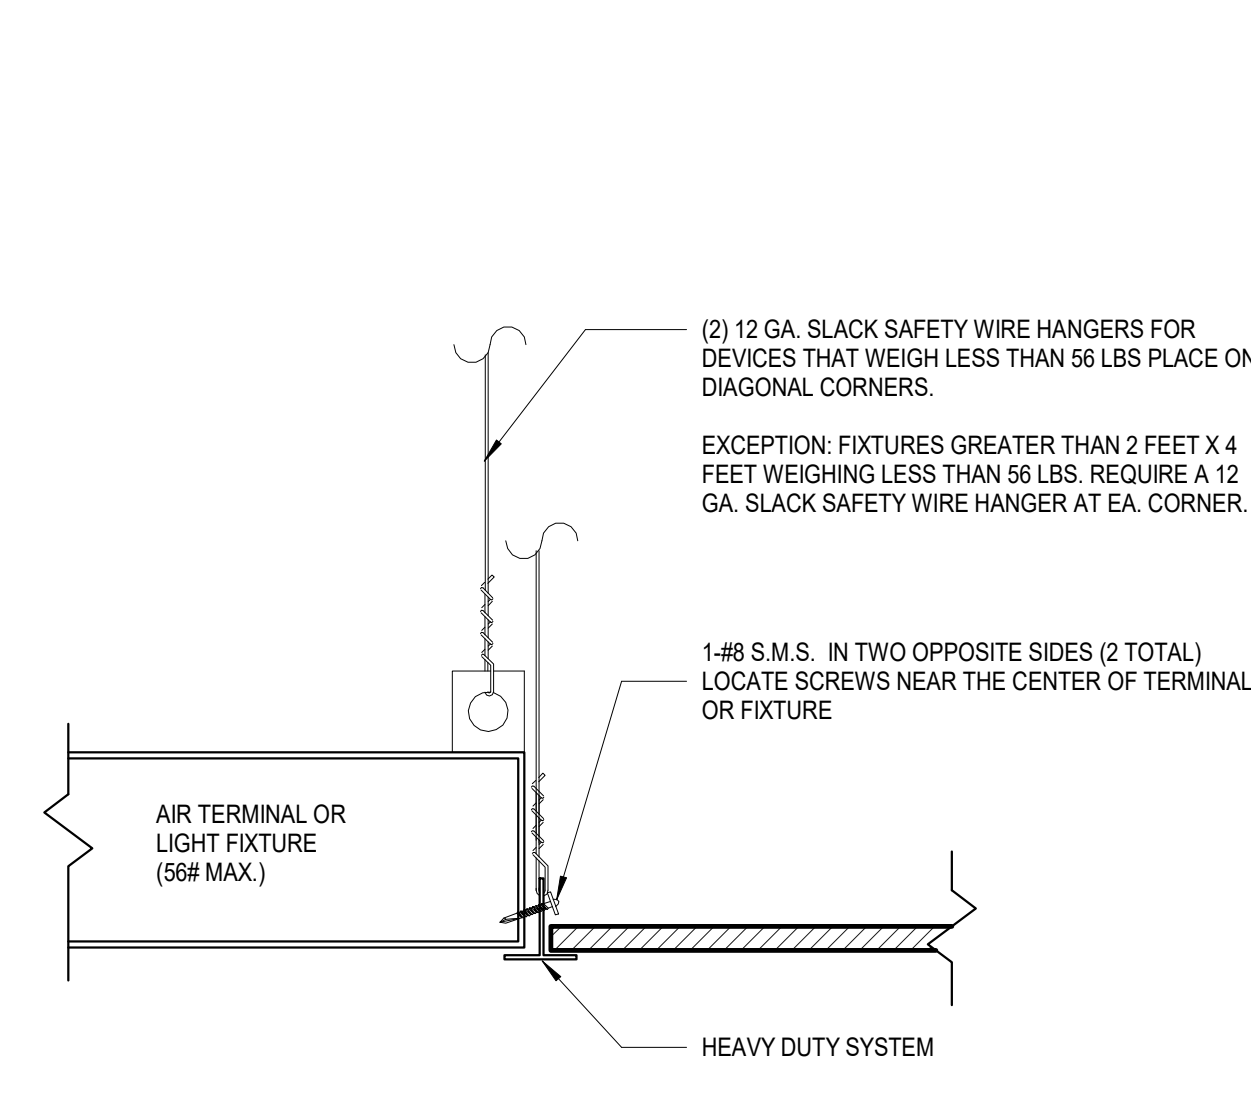 (2) 12 GA. SLACK SAFETY WIRE HANGERS FOR
DEVICES THAT WEIGH LESS THAN 56 LBS PLACE ON
DIAGONAL CORNERS.
EXCEPTION: FIXTURES GREATER THAN 2 FEET X 4
FEET WEIGHING LESS THAN 56 LBS. REQUIRE A 12
GA. SLACK SAFETY WIRE HANGER AT EA. CORNER.
1-#8 S.M.S. IN TWO OPPOSITE SIDES (2 TOTAL)
LOCATE SCREWS NEAR THE CENTER OF TERMINAL
OR FIXTURE
AIR TERMINAL OR
LIGHT FIXTURE
(56# MAX.)
HEAVY DUTY SYSTEM